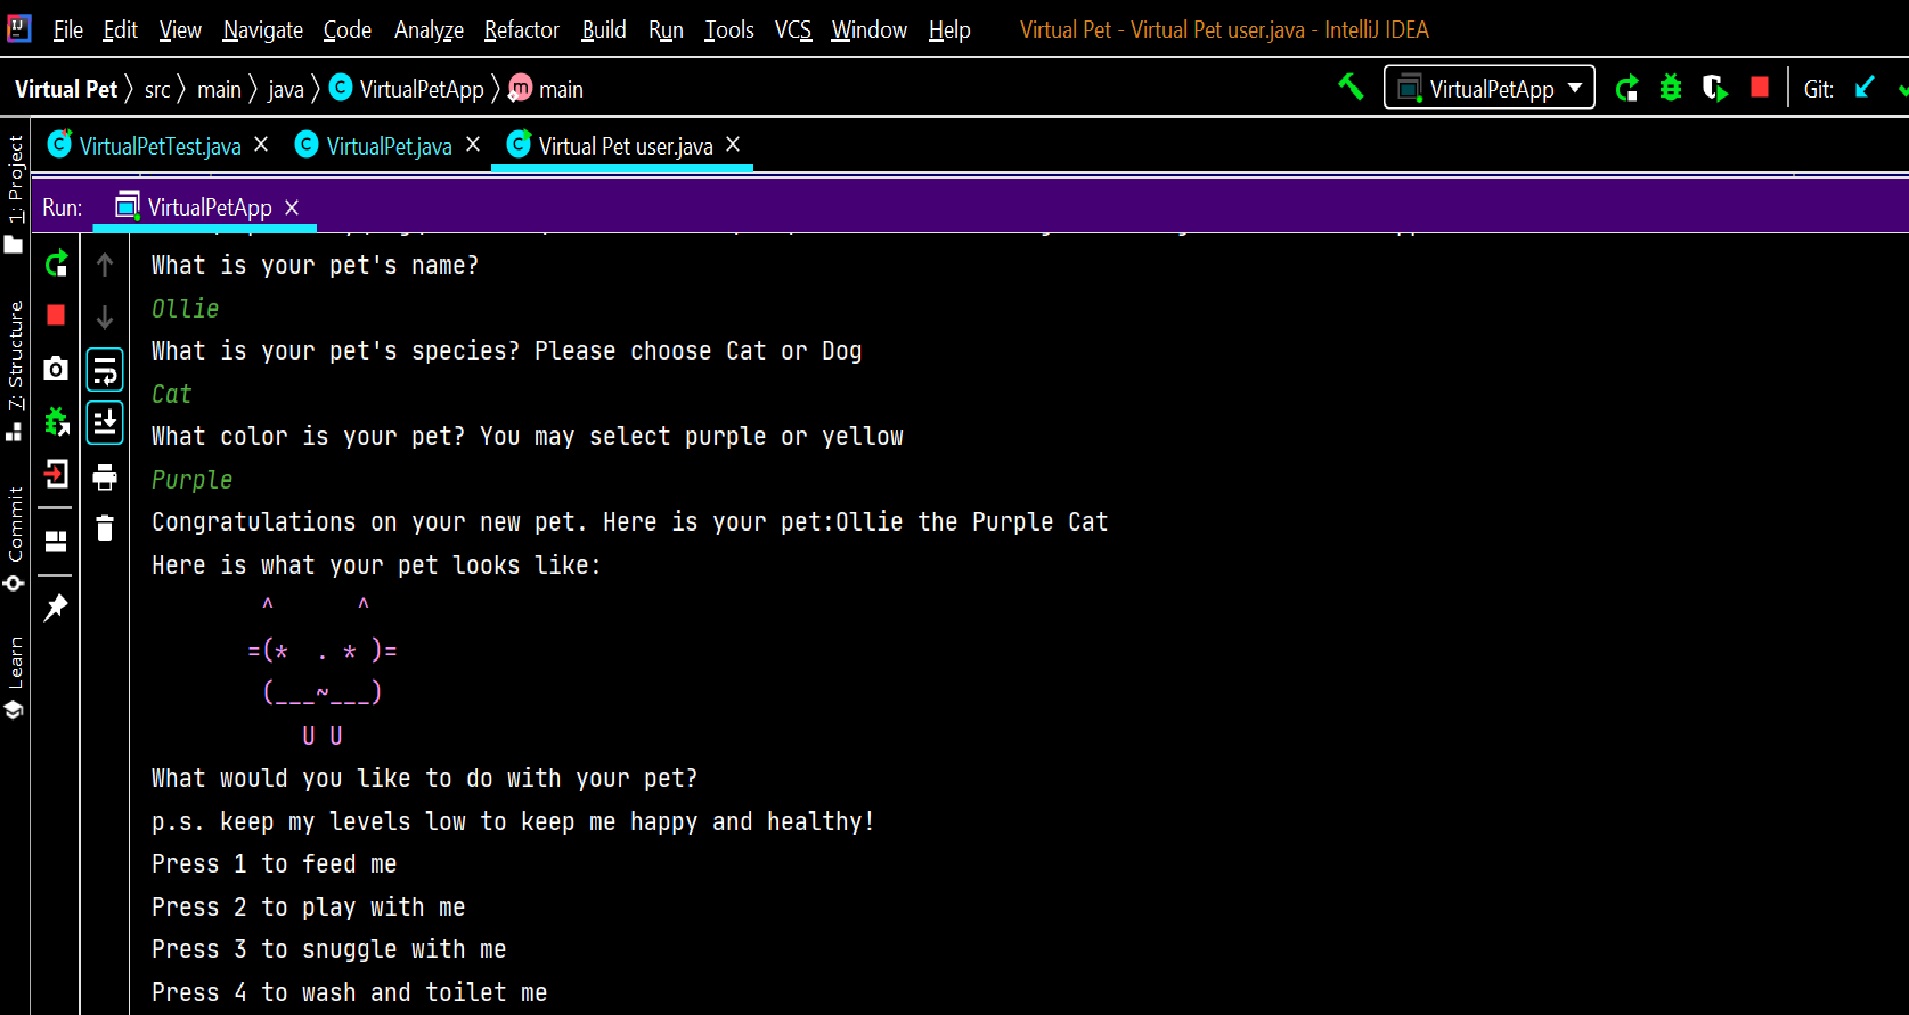 File Edit View Navigate Code Analyze Refactor Build Run Tools VCS Window Help Virtual Pet - Virtual Pet user.java - IntelliJ IDEA
Virtual Pet src main java VirtualPetApp main VirtualPetApp Git:
VirtualPetTest.java VirtualPet.java Virtual Pet user.java
Run: VirtualPetApp
1: Project
7: Structure
Commit
Learn
What is your pet's name?
Ollie
What is your pet's species? Please choose Cat or Dog
Cat
What color is your pet? You may select purple or yellow
Purple
Congratulations on your new pet. Here is your pet:Ollie the Purple Cat
Here is what your pet looks like:
^ ^
=(* . * )=
(___~___)
U U
What would you like to do with your pet?
p.s. keep my levels low to keep me happy and healthy!
Press 1 to feed me
Press 2 to play with me
Press 3 to snuggle with me
Press 4 to wash and toilet me